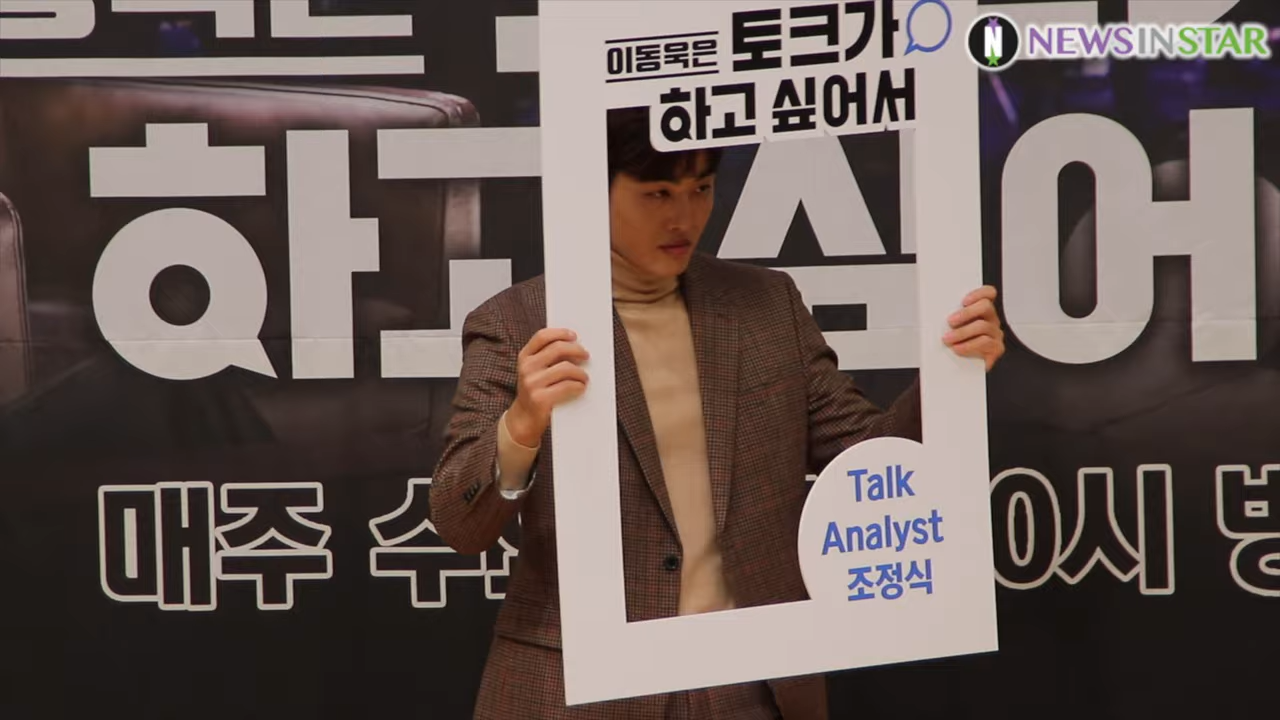 이동욱은 토크가
하고 싶어서
NEWSINSTAR
하고 싶어
매주 수
0시
Talk
Analyst
조정식